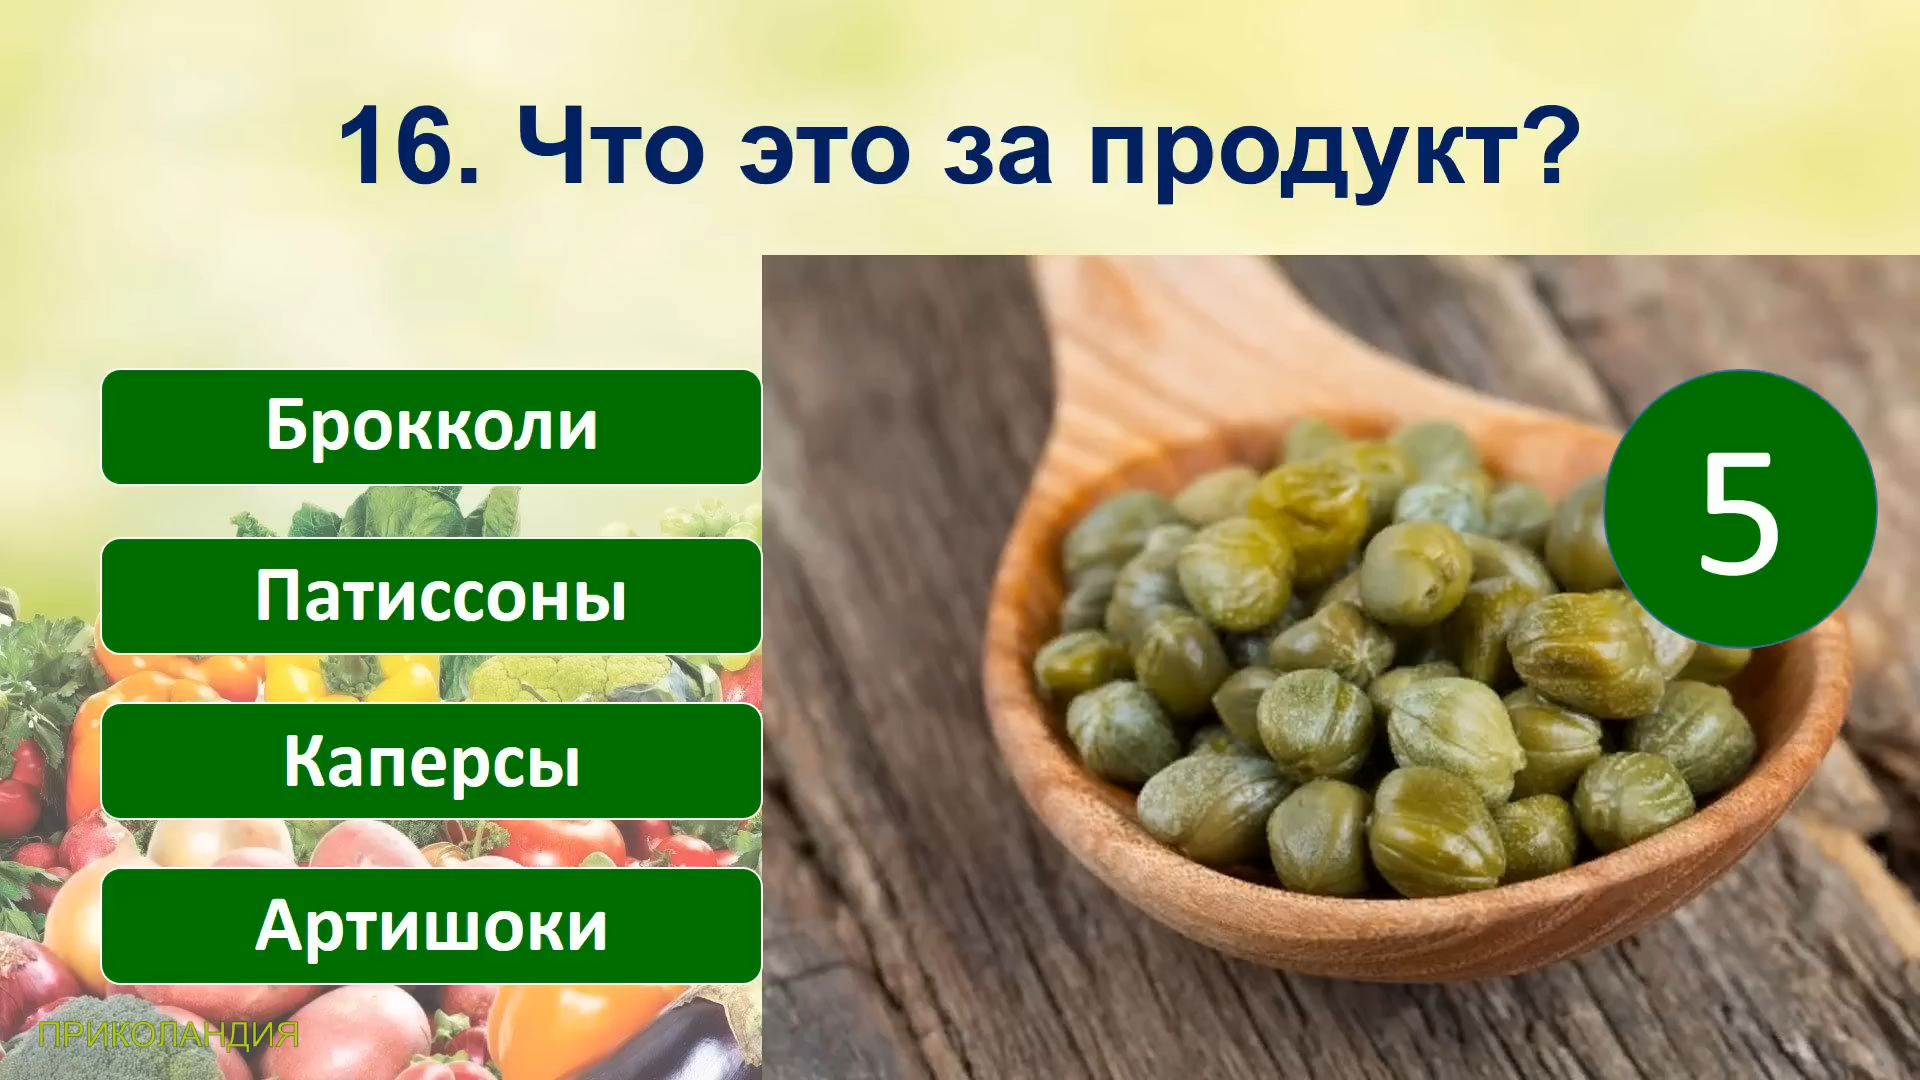 16. Что это за продукт?
Брокколи
Патиссоны
Каперсы
Артишоки
5
ПРИКОЛАНДИЯ